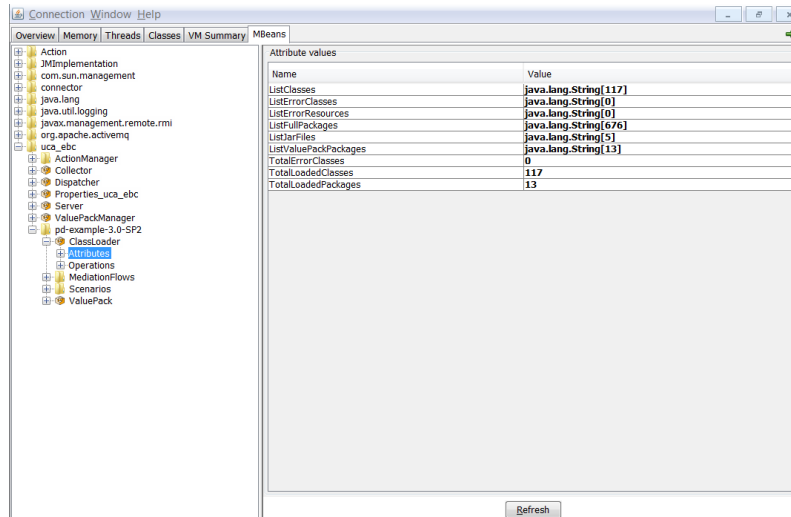 Connection Window Help
Overview Memory Threads Classes VM Summary MBeans
Action
JMImplementation
com.sun.management
connector
java.lang
java.util.logging
javax.management.remote.rmi
org.apache.activemq
uca_ebc
ActionManager
Collector
Dispatcher
Properties_uca_ebc
Server
ValuePackManager
pd-example-3.0-SP2
ClassLoader
Attributes
Operations
MediationFlows
Scenarios
ValuePack
Attribute values
Name Value
ListClasses java.lang.String[117]
ListErrorClasses java.lang.String[0]
ListErrorResources java.lang.String[0]
ListFullPackages java.lang.String[676]
ListJarFiles java.lang.String[5]
ListValuePackPackages java.lang.String[13]
TotalErrorClasses 0
TotalLoadedClasses 117
TotalLoadedPackages 13
Refresh